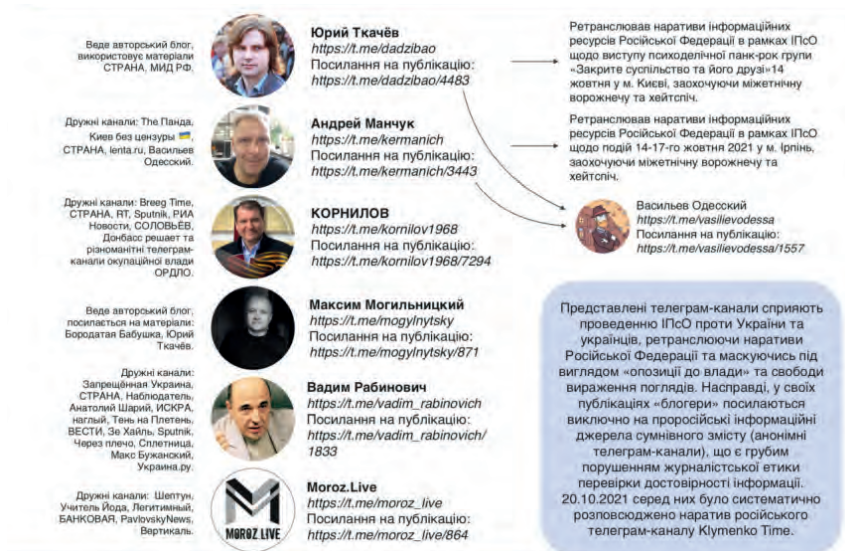 Веде авторський блог,
використовує матеріали
СТРАНА, МИД РФ.
Юрий Ткачёв
https://t.me/dadzibao
Посилання на публікацію:
https://t.me/dadzibao/4483
Ретранслював наративи інформаційних
ресурсів Російської Федерації в рамках ІПсО
щодо виступу психоделічної панк-рок групи
«Закрите суспільство та його друзі»14
жовтня у м. Києві, заохочуючи міжетнічну
ворожнечу та хейтспіч.
Дружні канали: The Панда,
Киев без цензуры
СТРАНА, lenta.ru, Васильев
Одесский.
Андрей Манчук
https://t.me/kermanich
Посилання на публікацію:
https://t.me/kermanich/3443
Ретранслював наративи інформаційних
ресурсів Російської Федерації в рамках ІПсО
щодо подій 14-17-го жовтня 2021 у м. Ірпінь,
заохочуючи міжетнічну ворожнечу та
хейтспіч.
Васильев Одесский
https://t.me/vasilievodessa
Посилання на публікацію:
https://t.me/vasilievodessa/1557
Дружні канали: Breeg Time,
СТРАНА, RT, Sputnik, РИА
Новости, СОЛОВЬЁВ,
Донбасс решает та
різноманітні телеграм-
канали окупаційної влади
ОРДЛО.
КОРНИЛОВ
https://t.me/kornilov1968
Посилання на публікацію:
https://t.me/kornilov1968/7294
Веде авторський блог,
посилається на матеріали:
Бородатая Бабушка, Юрий
Ткачёв.
Максим Могильницкий
https://t.me/mogylnytsky
Посилання на публікацію:
https://t.me/mogylnytsky/871
Дружні канали:
Запрещённая Украина,
СТРАНА, Наблюдатель,
Анатолий Шарий, ИСКРА,
наглый, Тень на Плетень,
ВЕСТИ, Зе Хайль, Sputnik,
Через плечо, Сплетница,
Макс Бужанский,
Украина.ру.
Вадим Рабинович
https://t.me/vadim_rabinovich
Посилання на публікацію:
https://t.me/vadim_rabinovich/
1833
Дружні канали: Шептун,
Учитель Йода, Легитимный,
БАНКОВАЯ, PavlovskyNews,
Вертикаль.
MOROZ LIVE
Moroz.Live
https://t.me/moroz_live
Посилання на публікацію:
https://t.me/moroz_live/864
Представлені телеграм-канали сприяють
проведенню ІПсО проти України та
українців, ретранслюючи наративи
Російської Федерації та маскуючись під
виглядом «опозиції до влади» та свободи
вираження поглядів. Насправді, у своїх
публікаціях «блогери» посилаються
виключно на проросійські інформаційні
джерела сумнівного змісту (анонімні
телеграм-канали), що є грубим
порушенням журналістської етики
перевірки достовірності інформації.
20.10.2021 серед них було систематично
розповсюджено наратив російського
телеграм-каналу Klymenko Time.